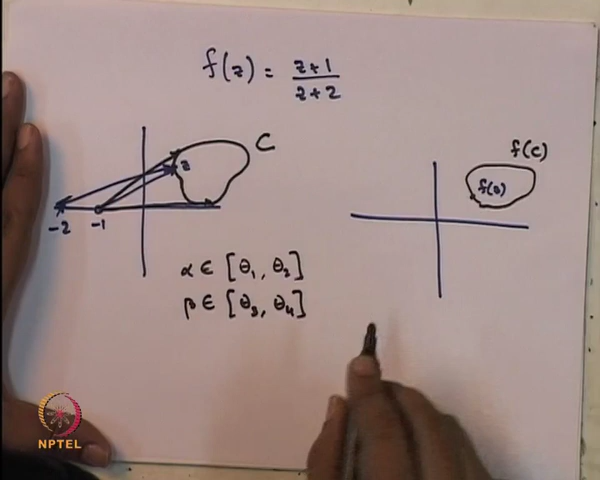 f(z) = z+1
z+2
C
f(c)
z
f(z)
-2 -1
α ∈ [θ₁, θ₂]
β ∈ [θ₃, θ₄]
NPTEL